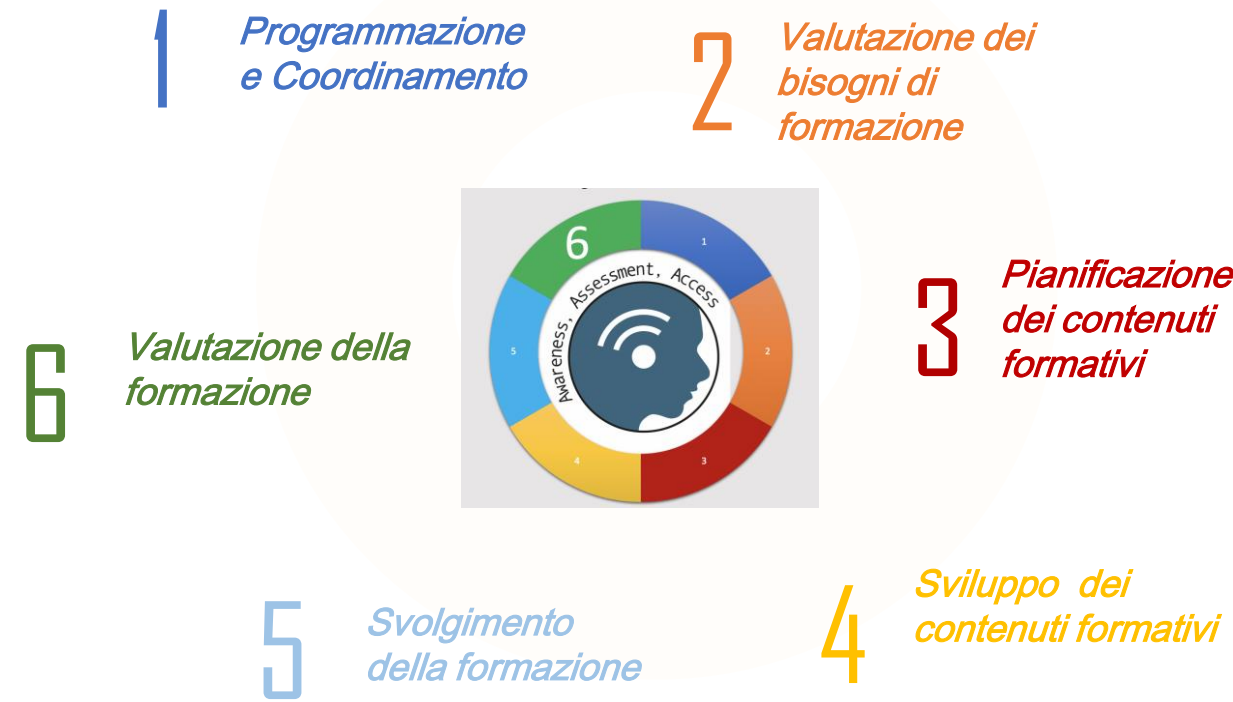 1
Programmazione
e Coordinamento
2
Valutazione dei
bisogni di
formazione
3
Pianificazione
dei contenuti
formativi
4
Sviluppo dei
contenuti formativi
5
Svolgimento
della formazione
6
Valutazione della
formazione
Awareness, Assessment, Access
1
2
3
4
5
6